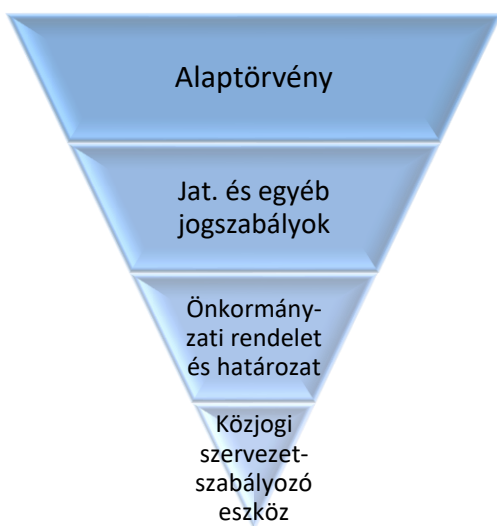 Alaptörvény
Jat. és egyéb
jogszabályok
Önkormány-
zati rendelet
és határozat
Közjogi
szervezet-
szabályozó
eszköz